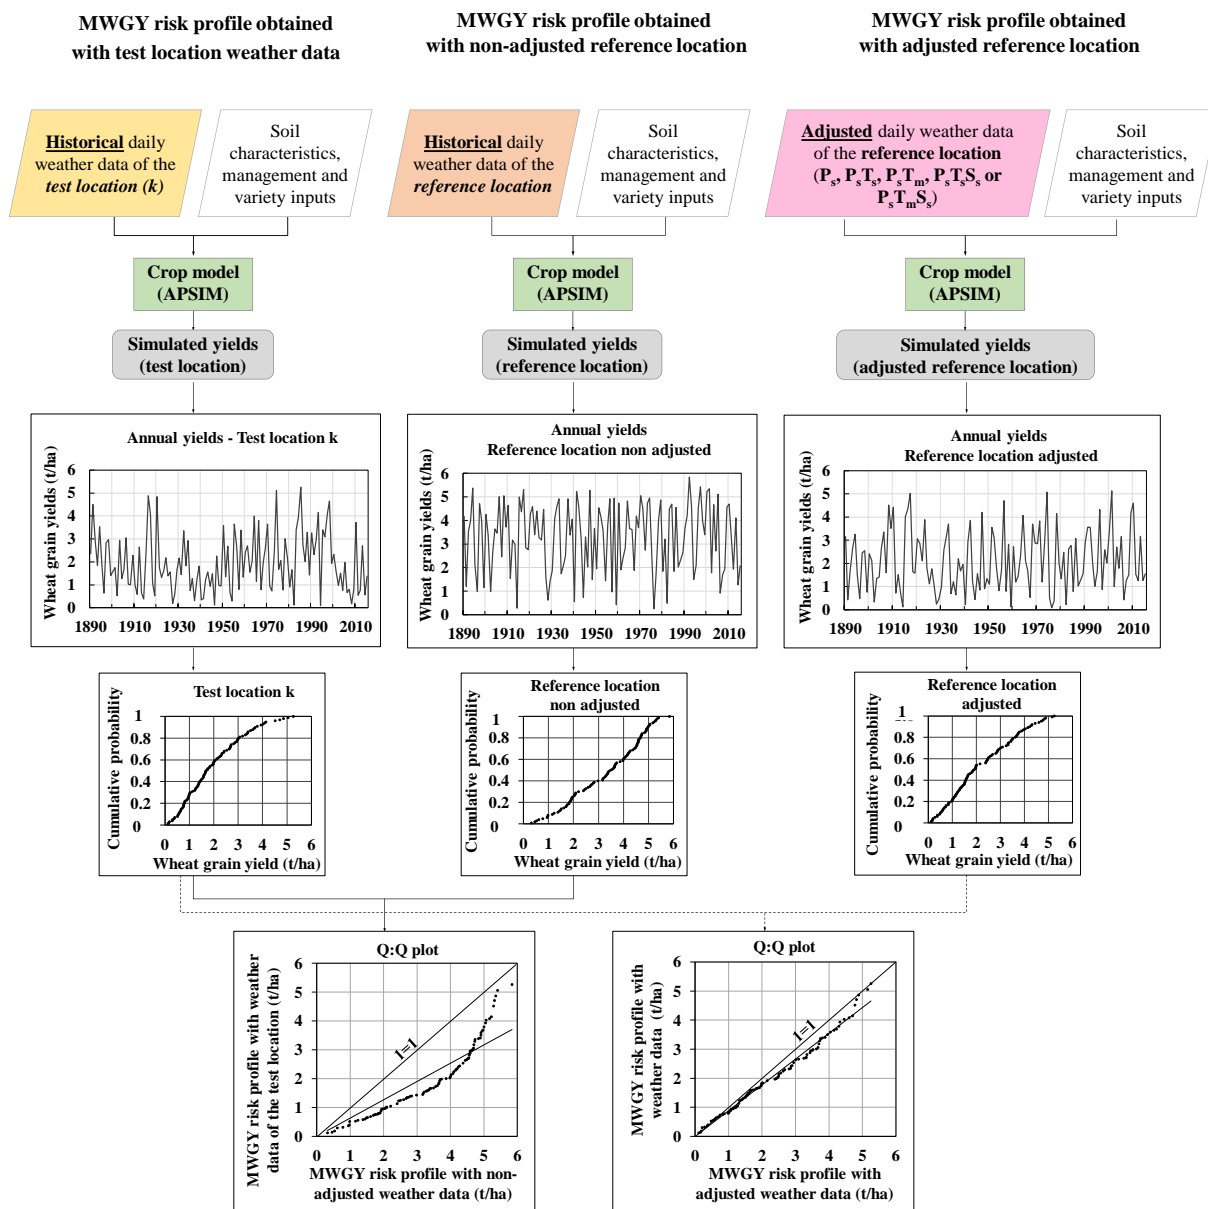 MWGY risk profile obtained
with test location weather data
MWGY risk profile obtained
with non-adjusted reference location
MWGY risk profile obtained
with adjusted reference location
Historical daily
weather data of the
test location (k)
Soil
characteristics,
management and
variety inputs
Historical daily
weather data of the
reference location
Soil
characteristics,
management and
variety inputs
Adjusted daily weather data
of the reference location
(Ps, PsTs, PsTm, PsTsSs or
PsTmSs)
Soil
characteristics,
management and
variety inputs
Crop model
(APSIM)
Crop model
(APSIM)
Crop model
(APSIM)
Simulated yields
(test location)
Simulated yields
(reference location)
Simulated yields
(adjusted reference location)
Annual yields - Test location k
Wheat grain yields (t/ha)
6
5
4
3
2
1
0
1890 1910 1930 1950 1970 1990 2010
Annual yields
Reference location non adjusted
Wheat grain yields (t/ha)
6
5
4
3
2
1
0
1890 1910 1930 1950 1970 1990 2010
Annual yields
Reference location adjusted
Wheat grain yields (t/ha)
6
5
4
3
2
1
0
1890 1910 1930 1950 1970 1990 2010
Test location k
Cumulative probability
1
0.8
0.6
0.4
0.2
0
0 1 2 3 4 5 6
Wheat grain yield (t/ha)
Reference location
non adjusted
Cumulative probability
1
0.8
0.6
0.4
0.2
0
0 1 2 3 4 5 6
Wheat grain yield (t/ha)
Reference location
adjusted
Cumulative probability
1
0.8
0.6
0.4
0.2
0
0 1 2 3 4 5 6
Wheat grain yield (t/ha)
Q:Q plot
MWGY risk profile with weather
data of the test location (t/ha)
6
5
4
3
2
1
0
1=1
0 1 2 3 4 5 6
MWGY risk profile with non-
adjusted weather data (t/ha)
Q:Q plot
MWGY risk profile with
weather data (t/ha)
6
5
4
3
2
1
0
1=1
0 1 2 3 4 5 6
MWGY risk profile with
adjusted weather data (t/ha)